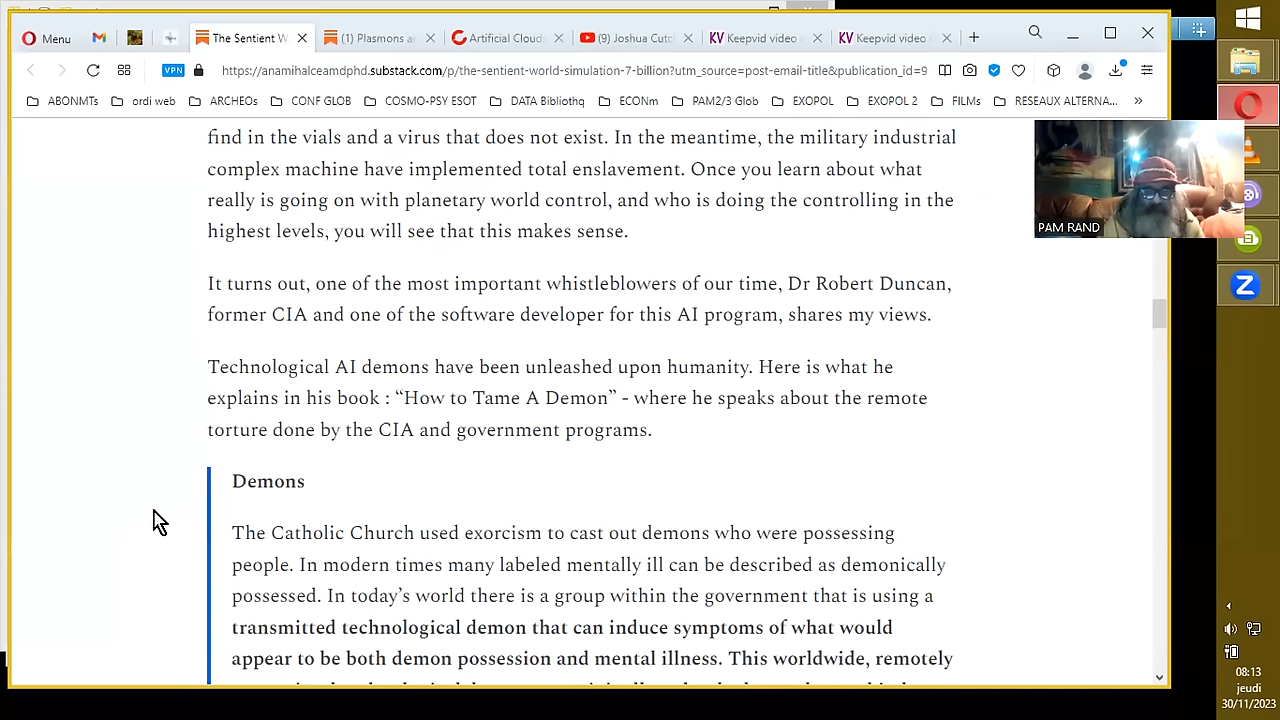 Menu
The Sentient W
(1) Plasmons a
Artificial Clou
(9) Joshua Cutc
KV Keepvid video
KV Keepvid video
VPN
https://anamihalceamdphd.substack.com/p/the-sentient-world-simulation-7-billion?utm_source=post-email-title&publication_id=9
ABONMTs
ordi web
ARCHEOs
CONF GLOB
COSMO-PSY ESOT
DATA Bibliothq
ECONm
PAM2/3 Glob
EXOPOL
EXOPOL 2
FILMs
RESEAUX ALTERNA...
»
find in the vials and a virus that does not exist. In the meantime, the military industrial
complex machine have implemented total enslavement. Once you learn about what
really is going on with planetary world control, and who is doing the controlling in the
highest levels, you will see that this makes sense.
It turns out, one of the most important whistleblowers of our time, Dr Robert Duncan,
former CIA and one of the software developer for this AI program, shares my views.
Technological AI demons have been unleashed upon humanity. Here is what he
explains in his book : “How to Tame A Demon” - where he speaks about the remote
torture done by the CIA and government programs.
Demons
The Catholic Church used exorcism to cast out demons who were possessing
people. In modern times many labeled mentally ill can be described as demonically
possessed. In today’s world there is a group within the government that is using a
transmitted technological demon that can induce symptoms of what would
appear to be both demon possession and mental illness. This worldwide, remotely
PAM RAND
08:13
jeudi
30/11/2023